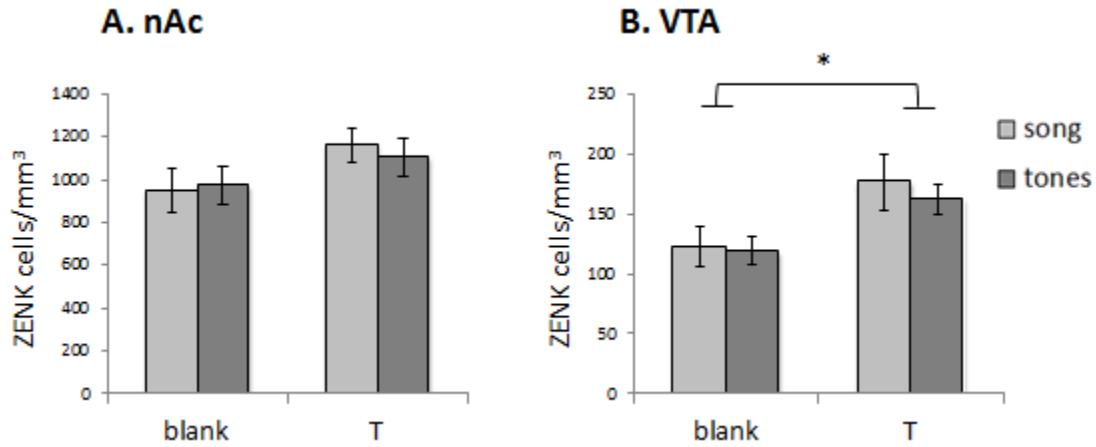 A. nAc
ZENK cells/mm³
1400
1200
1000
800
600
400
200
0
blank T
B. VTA
*
ZENK cells/mm³
250
200
150
100
50
0
blank T
song
tones